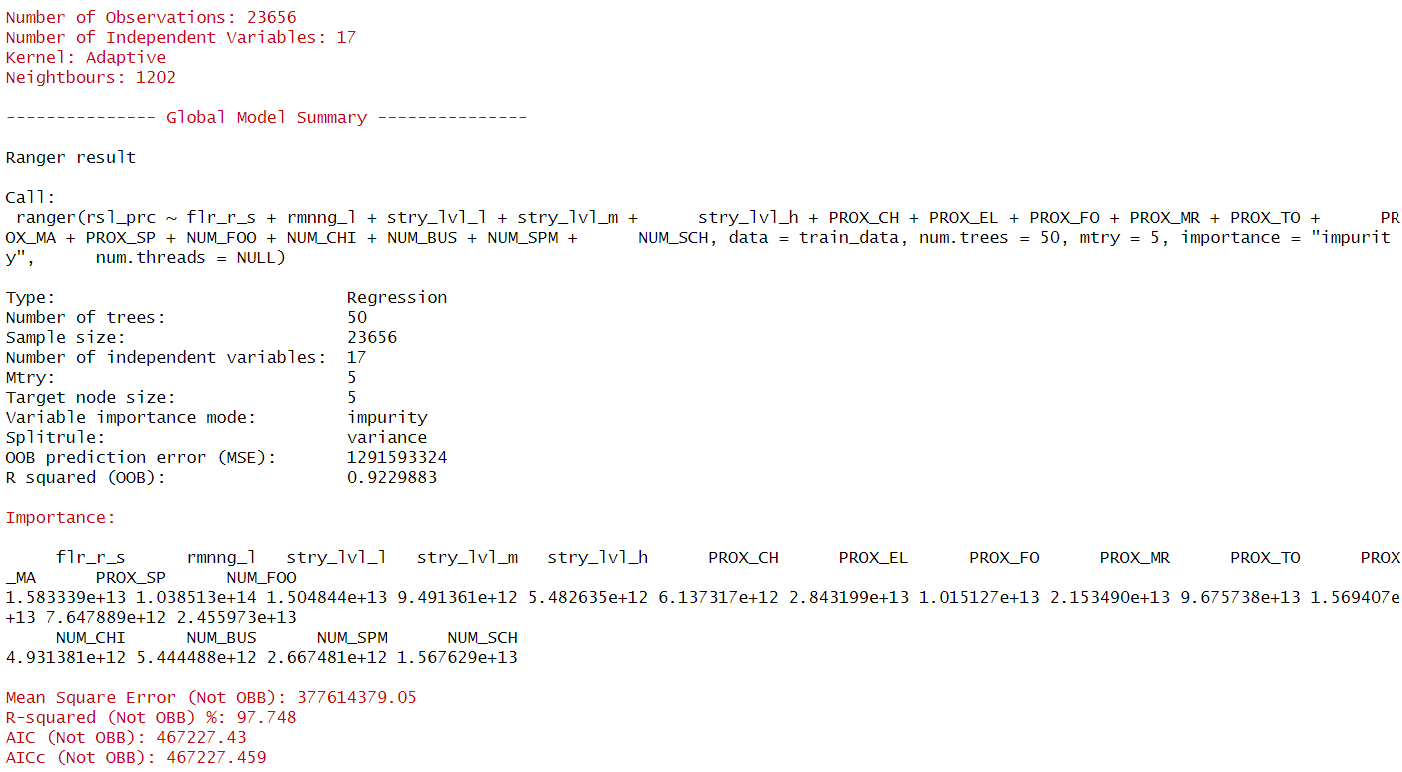 Number of Observations: 23656
Number of Independent Variables: 17
Kernel: Adaptive
Neightbours: 1202
--------------- Global Model Summary ---------------
Ranger result
Call:
 ranger(rsl_prc ~ flr_r_s + rmnng_l + stry_lvl_l + stry_lvl_m +      stry_lvl_h + PROX_CH + PROX_EL + PROX_FO + PROX_MR + PROX_TO +      PR
OX_MA + PROX_SP + NUM_FOO + NUM_CHI + NUM_BUS + NUM_SPM +      NUM_SCH, data = train_data, num.trees = 50, mtry = 5, importance = "impurit
y",      num.threads = NULL)
Type:                             Regression
Number of trees:                  50
Sample size:                      23656
Number of independent variables:  17
Mtry:                             5
Target node size:                 5
Variable importance mode:         impurity
Splitrule:                        variance
OOB prediction error (MSE):       1291593324
R squared (OOB):                  0.9229883
Importance:
     flr_r_s      rmnng_l   stry_lvl_l   stry_lvl_m   stry_lvl_h      PROX_CH      PROX_EL      PROX_FO      PROX_MR      PROX_TO      PROX
_MA      PROX_SP      NUM_FOO
1.583339e+13 1.038513e+14 1.504844e+13 9.491361e+12 5.482635e+12 6.137317e+12 2.843199e+13 1.015127e+13 2.153490e+13 9.675738e+13 1.569407e
+13 7.647889e+12 2.455973e+13
     NUM_CHI      NUM_BUS      NUM_SPM      NUM_SCH
4.931381e+12 5.444488e+12 2.667481e+12 1.567629e+13
Mean Square Error (Not OBB): 377614379.05
R-squared (Not OBB) %: 97.748
AIC (Not OBB): 467227.43
AICc (Not OBB): 467227.459